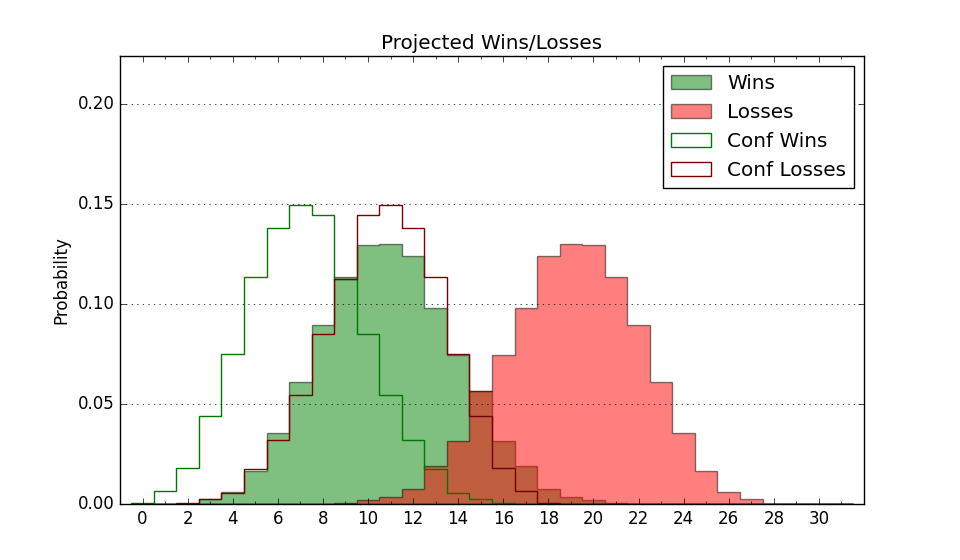 Projected Wins/Losses
Wins
Losses
Conf Wins
Conf Losses
Probability
0.20
0.15
0.10
0.05
0.00
0 2 4 6 8 10 12 14 16 18 20 22 24 26 28 30